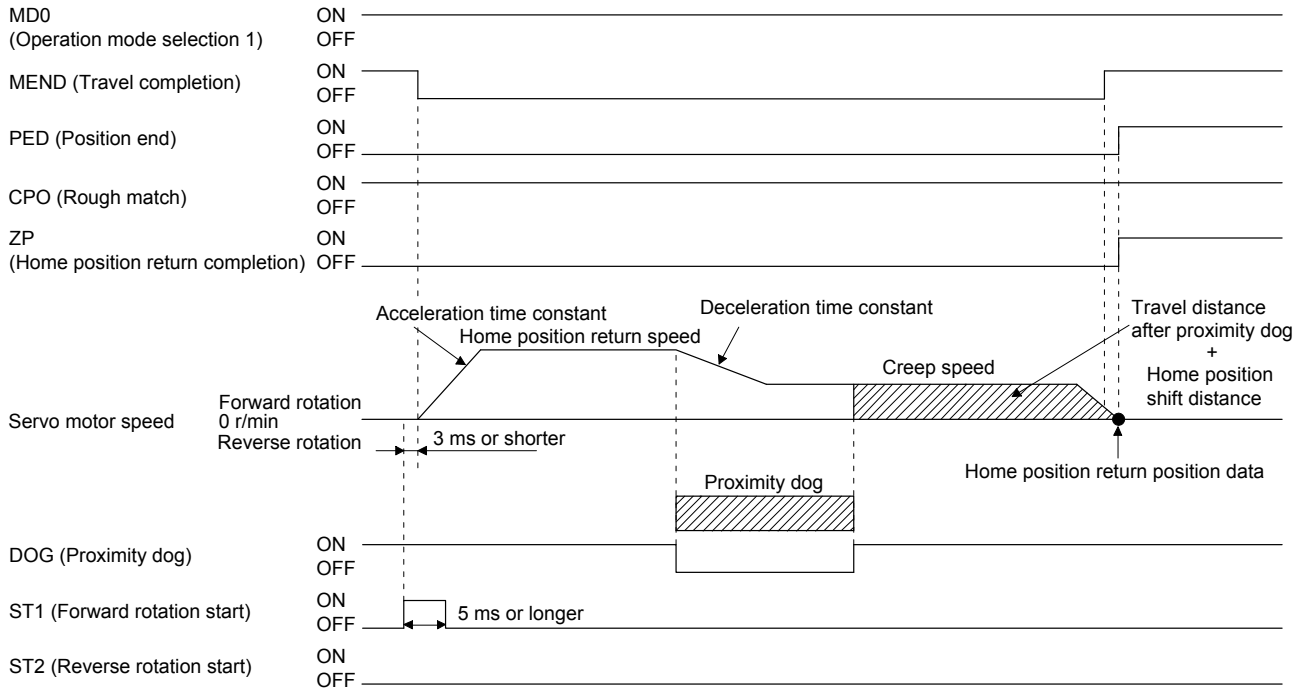 MD0
(Operation mode selection 1)
ON
OFF
MEND (Travel completion)
ON
OFF
PED (Position end)
ON
OFF
CPO (Rough match)
ON
OFF
ZP
(Home position return completion)
ON
OFF
Acceleration time constant
Home position return speed
Deceleration time constant
Creep speed
Travel distance
after proximity dog
+
Home position
shift distance
Servo motor speed
Forward rotation
0 r/min
Reverse rotation
3 ms or shorter
Home position return position data
Proximity dog
DOG (Proximity dog)
ON
OFF
ST1 (Forward rotation start)
ON
OFF
5 ms or longer
ST2 (Reverse rotation start)
ON
OFF